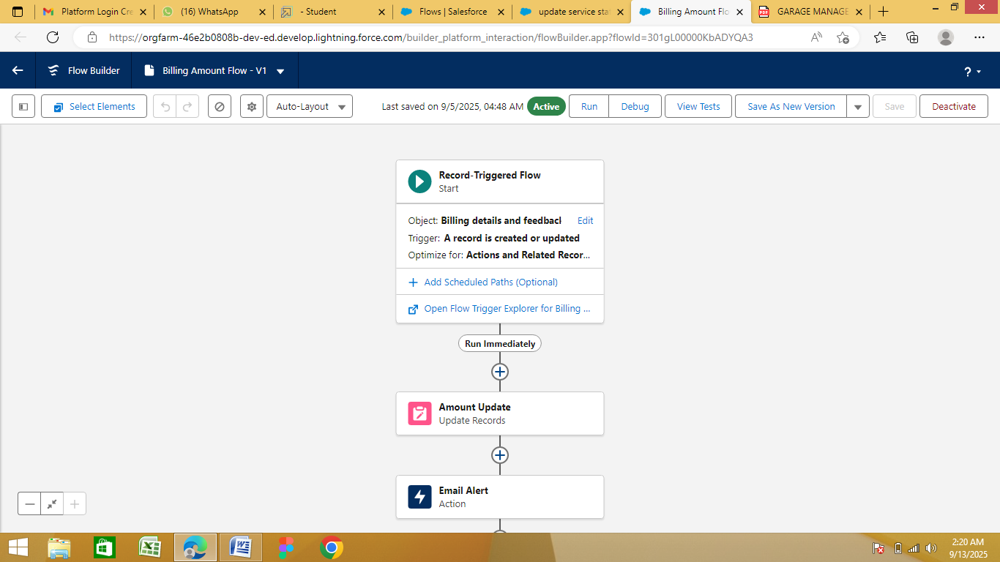 Platform Login Cre
(16) WhatsApp
- Student
Flows | Salesforce
update service stat
Billing Amount Flo
PDF
GARAGE MANAGE
https://orgfarm-46e2b0808b-dev-ed.develop.lightning.force.com/builder_platform_interaction/flowBuilder.app?flowId=301gL00000KbADYQA3
Flow Builder
Billing Amount Flow - V1
?
Select Elements
Auto-Layout
Last saved on 9/5/2025, 04:48 AM
Active
Run
Debug
View Tests
Save As New Version
Save
Deactivate
Record-Triggered Flow
Start
Object: Billing details and feedback
Edit
Trigger: A record is created or updated
Optimize for: Actions and Related Recor...
Add Scheduled Paths (Optional)
Open Flow Trigger Explorer for Billing ...
Run Immediately
Amount Update
Update Records
Email Alert
Action
2:20 AM
9/13/2025